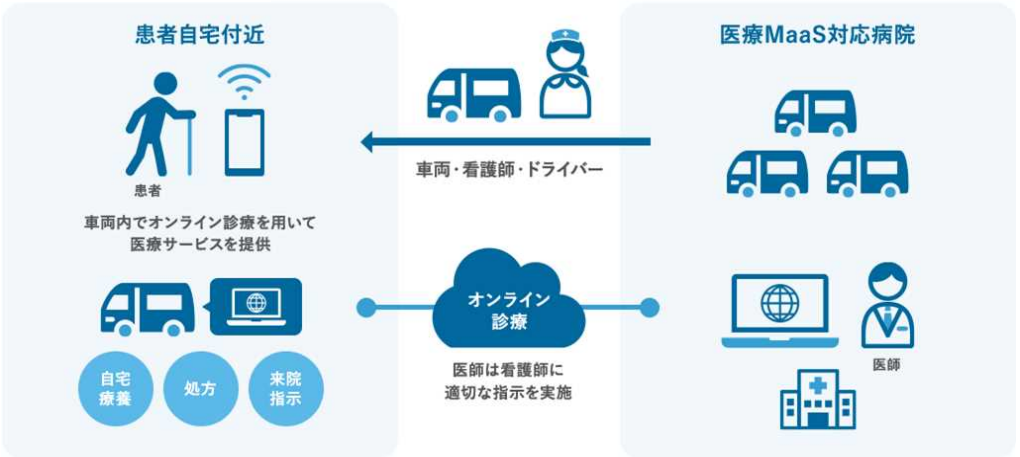 患者自宅付近
患者
車両内でオンライン診療を用いて
医療サービスを提供
自宅
療養
処方
来院
指示
車両・看護師・ドライバー
オンライン
診療
医師は看護師に
適切な指示を実施
医療MaaS対応病院
医師